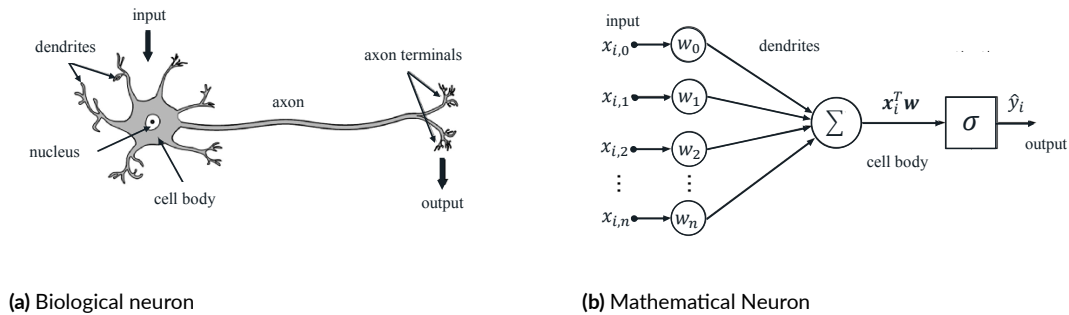 input
dendrites
axon terminals
axon
nucleus
cell body
output
(a) Biological neuron
input
x_{i,0} w_0 dendrites
x_{i,1} w_1
x_{i,2} w_2
⋮ ⋮
x_{i,n} w_n
∑ x_i^T w σ ŷ_i
cell body
output
(b) Mathematical Neuron